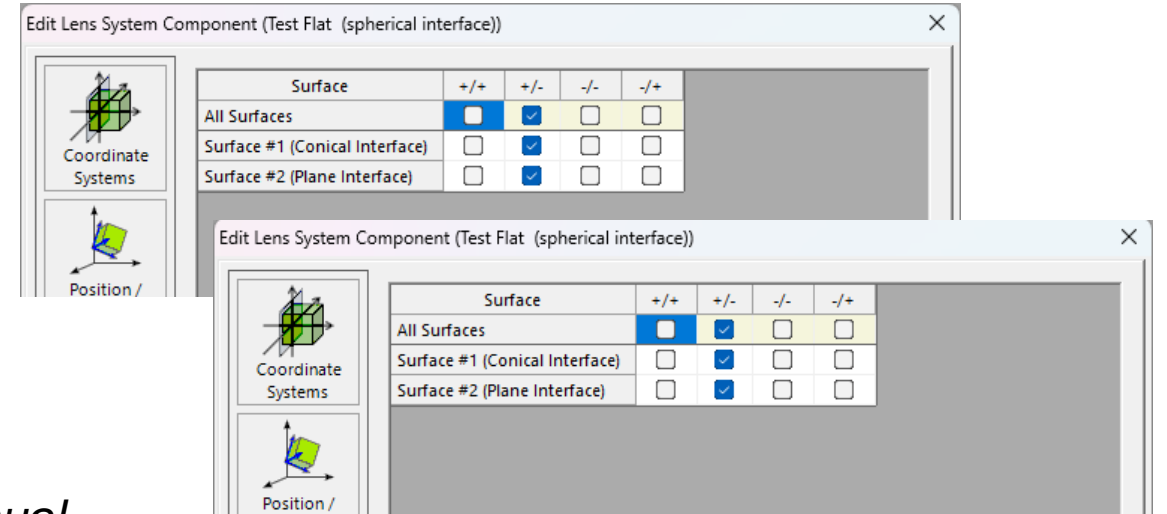 Edit Lens System Component (Test Flat (spherical interface))
Surface +/+ +/- -/- -/+
All Surfaces
Surface #1 (Conical Interface)
Surface #2 (Plane Interface)
Coordinate
Systems
Position /
Edit Lens System Component (Test Flat (spherical interface))
Surface +/+ +/- -/- -/+
All Surfaces
Surface #1 (Conical Interface)
Surface #2 (Plane Interface)
Coordinate
Systems
Position /